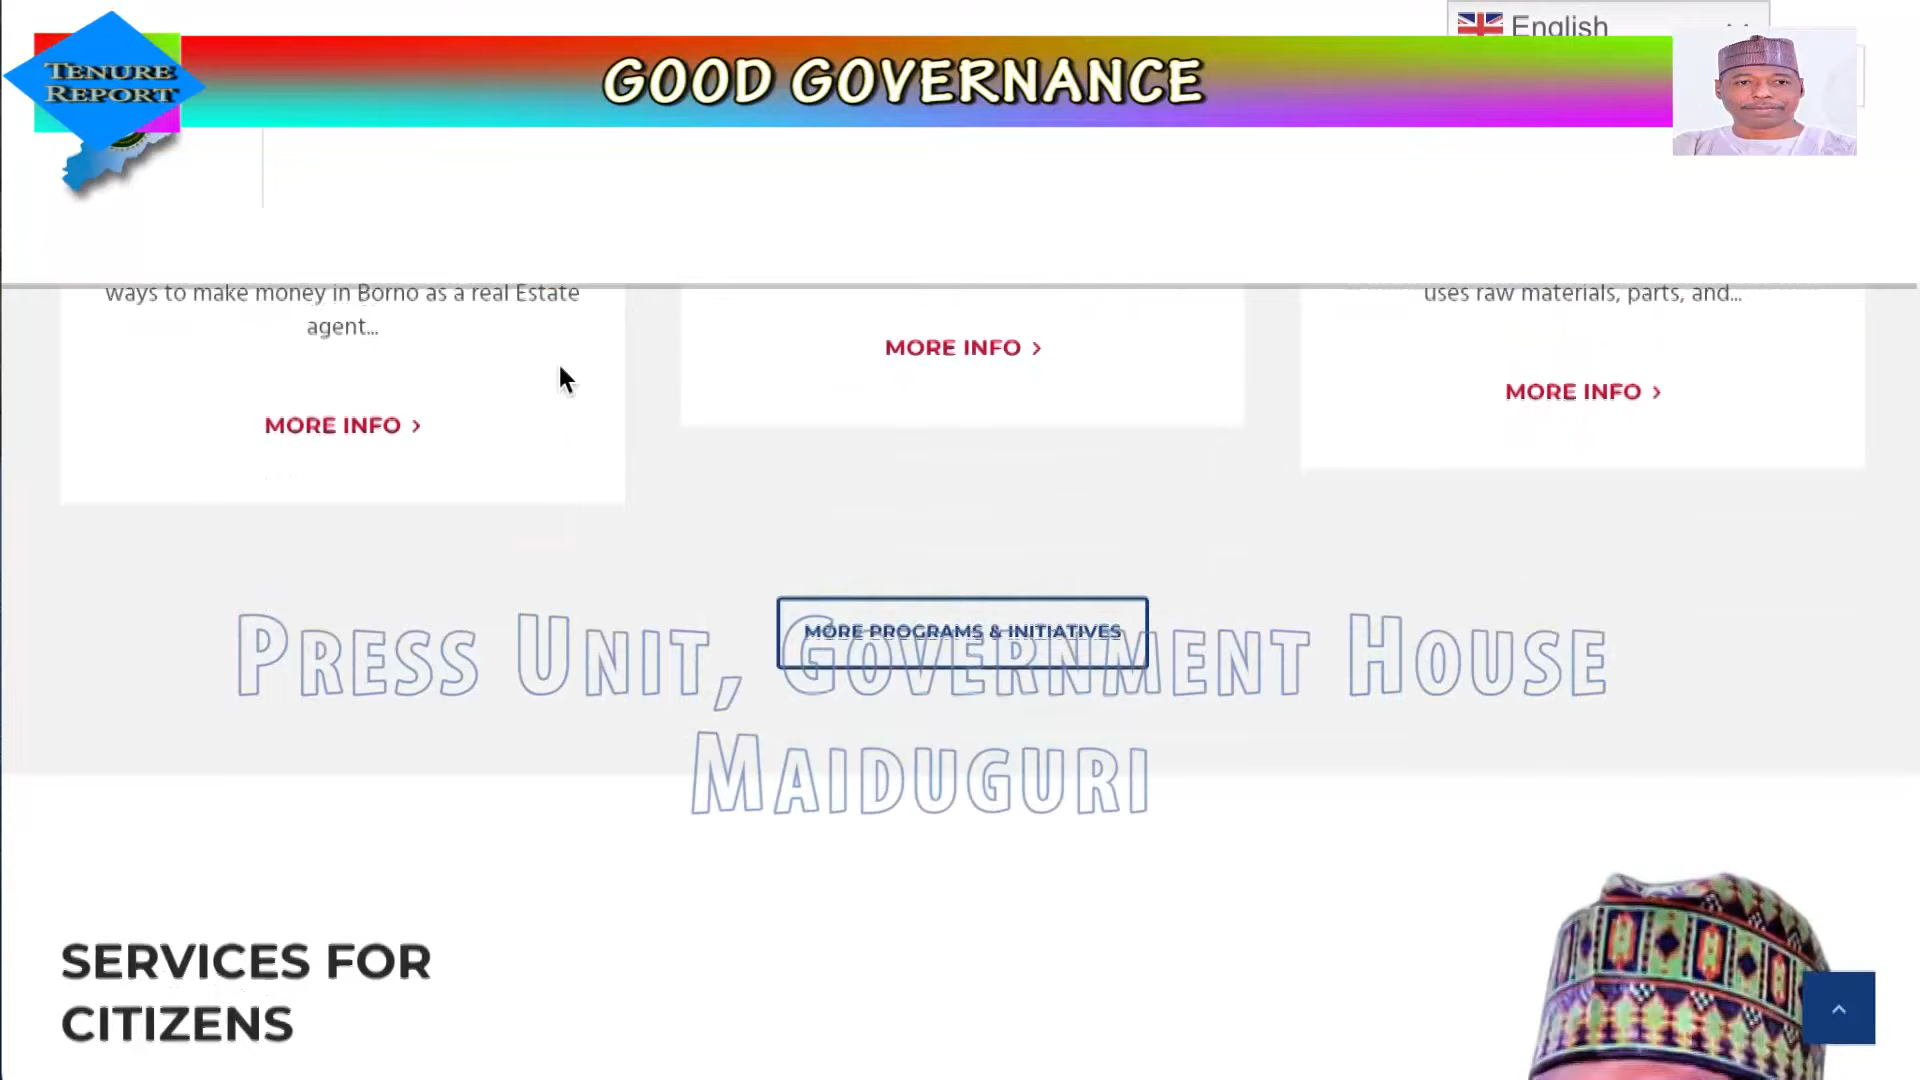 English
TENURE
REPORT
GOOD GOVERNANCE
ways to make money in Borno as a real Estate
agent...
MORE INFO
MORE INFO
uses raw materials, parts, and...
MORE INFO
MORE PROGRAMS & INITIATIVES
PRESS UNIT, GOVERNMENT HOUSE
MAIDUGURI
SERVICES FOR
CITIZENS